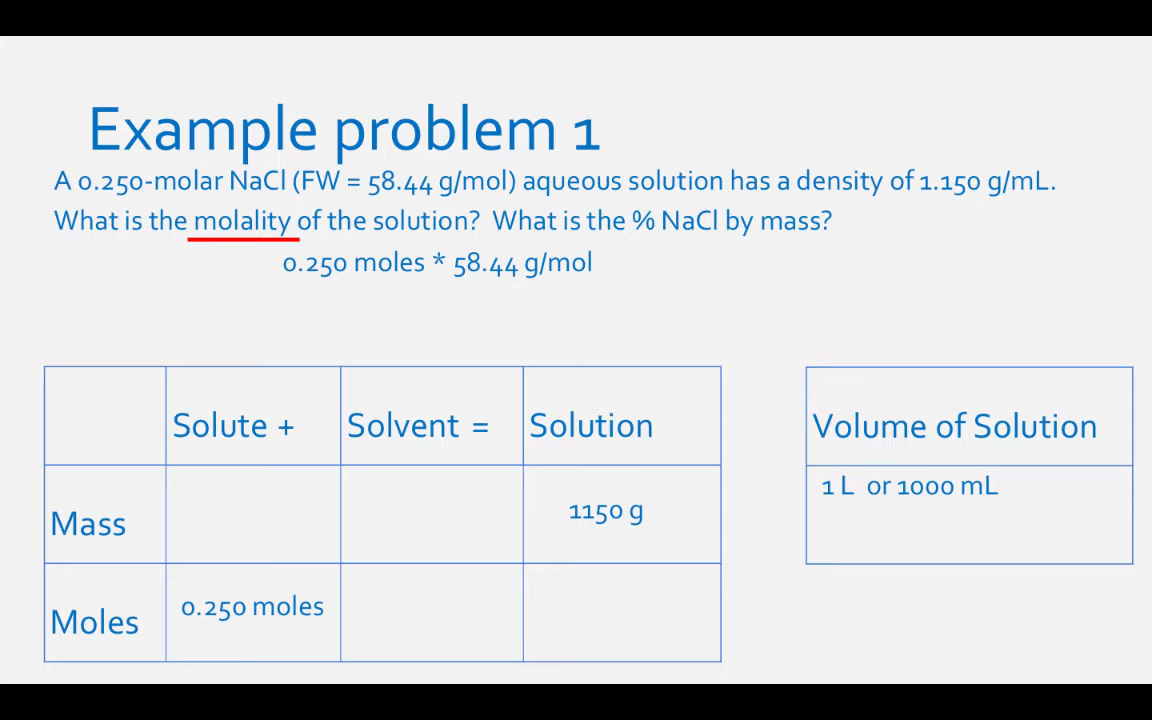 Example problem 1
A 0.250-molar NaCl (FW = 58.44 g/mol) aqueous solution has a density of 1.150 g/mL.
What is the molality of the solution? What is the % NaCl by mass?
0.250 moles * 58.44 g/mol
Solute + Solvent = Solution
Volume of Solution
1 L or 1000 mL
Mass 1150 g
Moles 0.250 moles